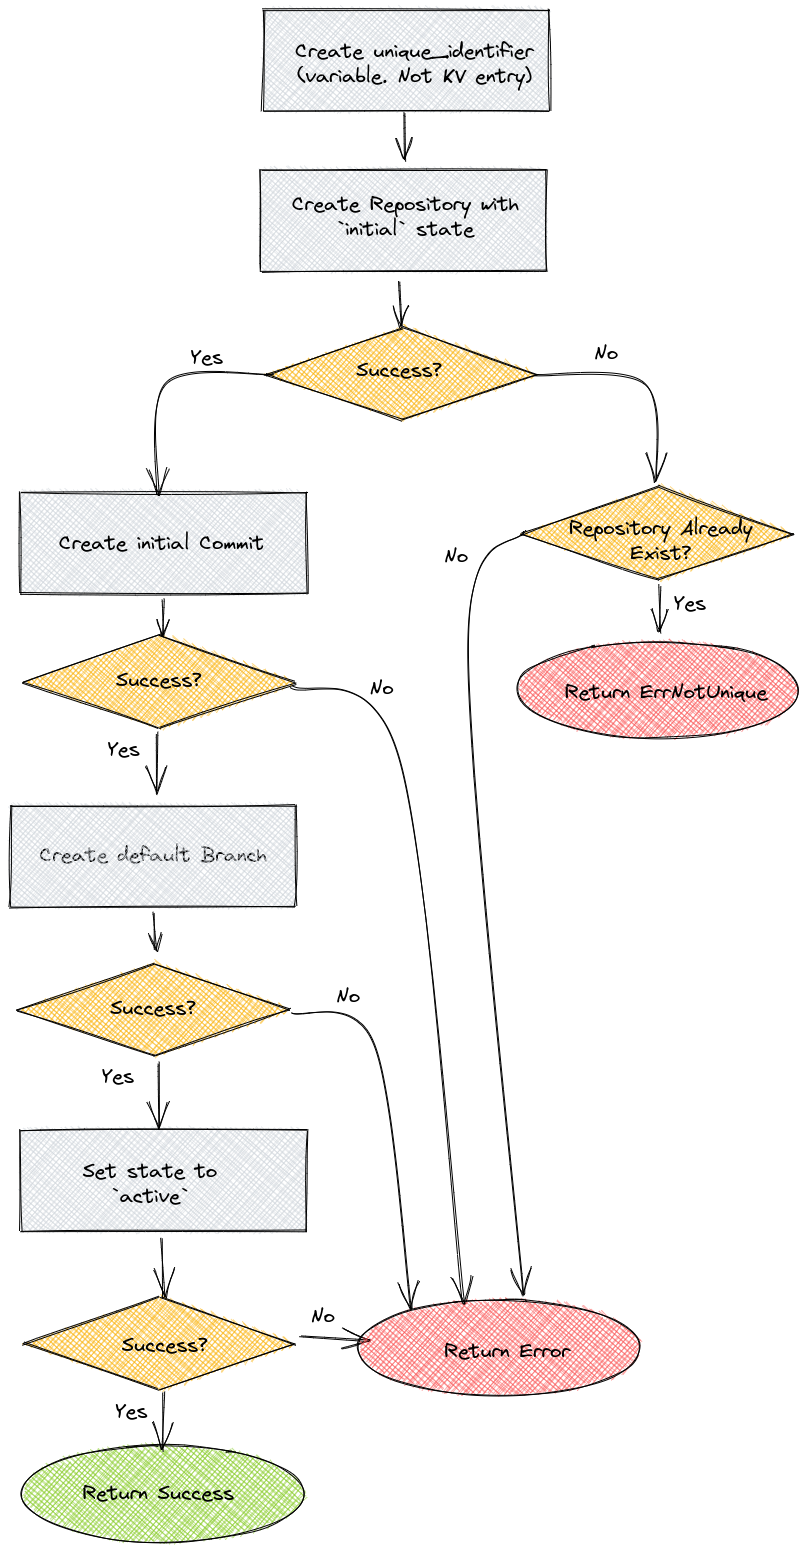 Create unique_identifier
(variable. Not KV entry)
Create Repository with
`initial` state
Success?
Yes
No
Create initial Commit
Repository Already
Exist?
No
Yes
Success?
No
Return ErrNotUnique
Yes
Create default Branch
Success?
No
Yes
Set state to
`active`
Success?
No
Return Error
Yes
Return Success